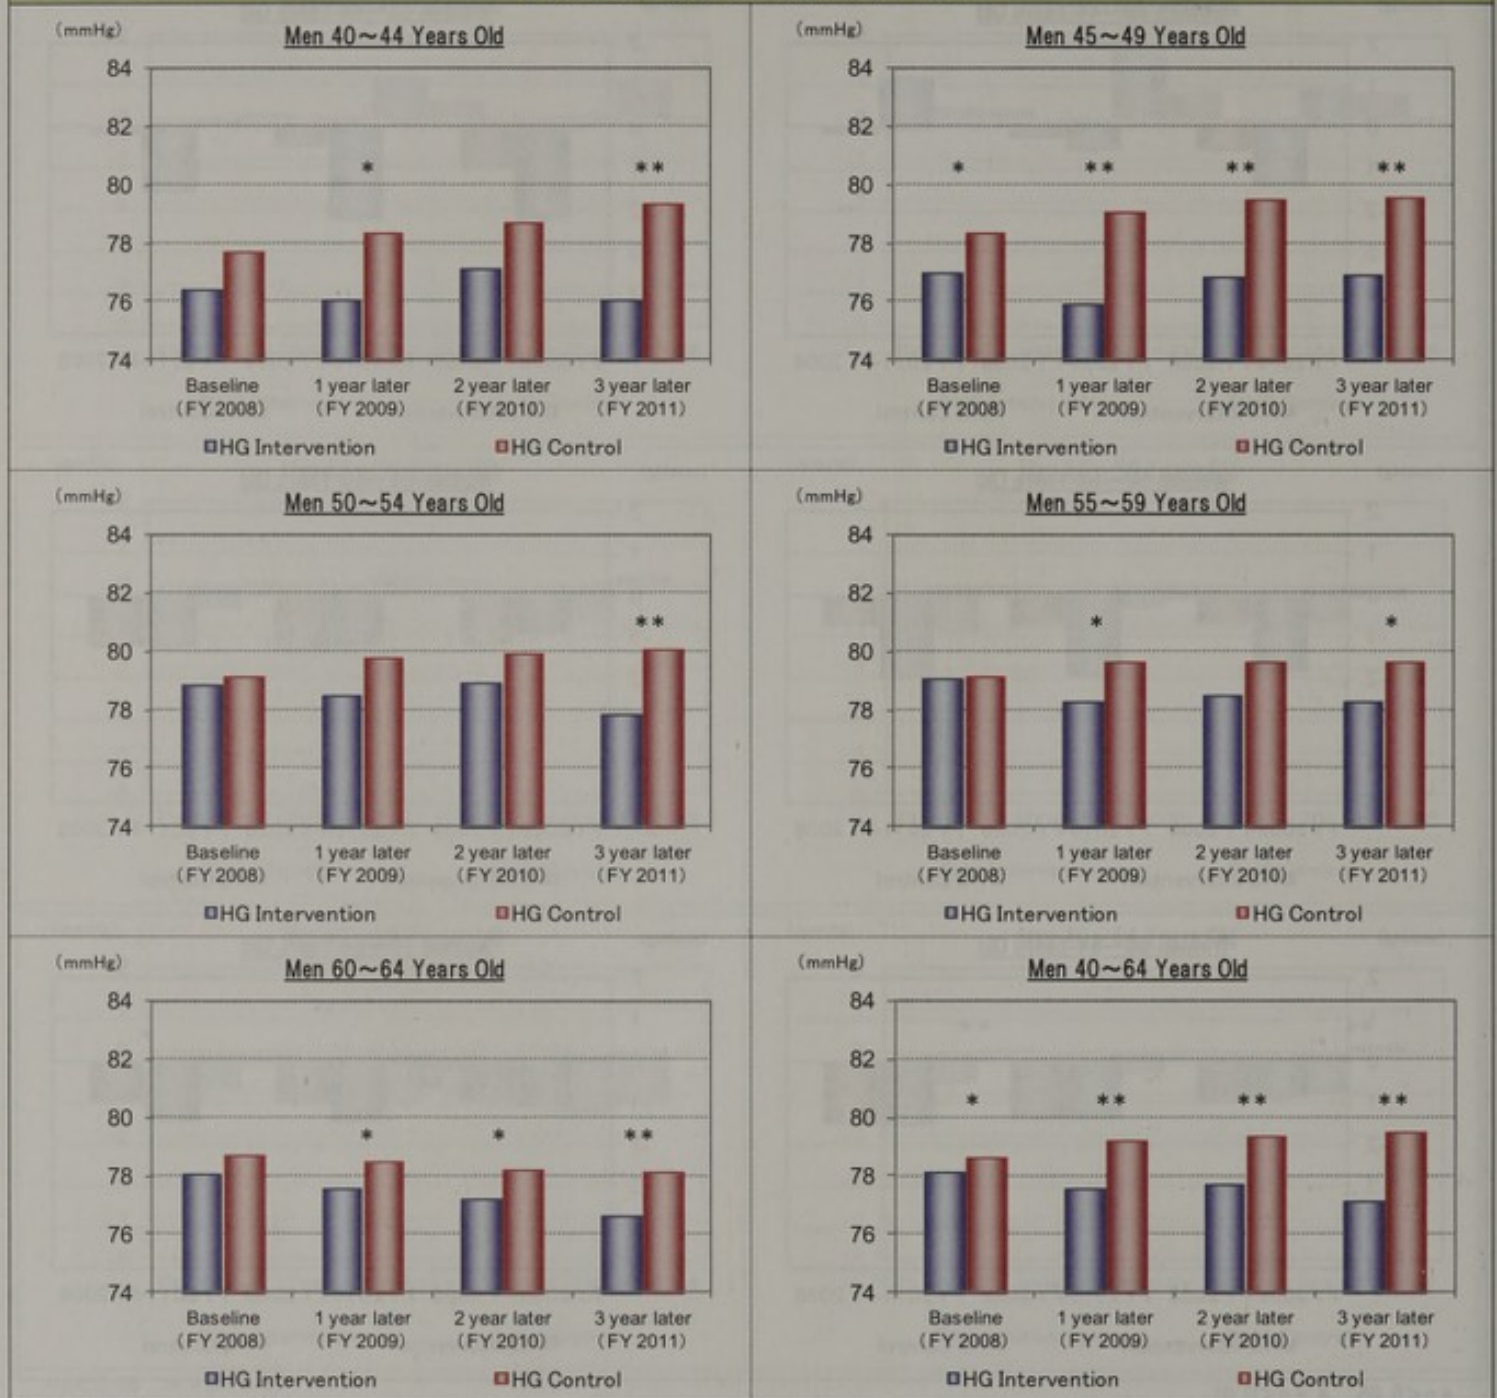 (mmHg)
Men 40～44 Years Old
84
82
80
78
76
74
*
**
Baseline 1 year later 2 year later 3 year later
(FY 2008) (FY 2009) (FY 2010) (FY 2011)
HG Intervention HG Control
(mmHg)
Men 45～49 Years Old
84
82
80
78
76
74
* ** ** **
Baseline 1 year later 2 year later 3 year later
(FY 2008) (FY 2009) (FY 2010) (FY 2011)
HG Intervention HG Control
(mmHg)
Men 50～54 Years Old
84
82
80
78
76
74
**
Baseline 1 year later 2 year later 3 year later
(FY 2008) (FY 2009) (FY 2010) (FY 2011)
HG Intervention HG Control
(mmHg)
Men 55～59 Years Old
84
82
80
78
76
74
* *
Baseline 1 year later 2 year later 3 year later
(FY 2008) (FY 2009) (FY 2010) (FY 2011)
HG Intervention HG Control
(mmHg)
Men 60～64 Years Old
84
82
80
78
76
74
* * **
Baseline 1 year later 2 year later 3 year later
(FY 2008) (FY 2009) (FY 2010) (FY 2011)
HG Intervention HG Control
(mmHg)
Men 40～64 Years Old
84
82
80
78
76
74
* ** ** **
Baseline 1 year later 2 year later 3 year later
(FY 2008) (FY 2009) (FY 2010) (FY 2011)
HG Intervention HG Control